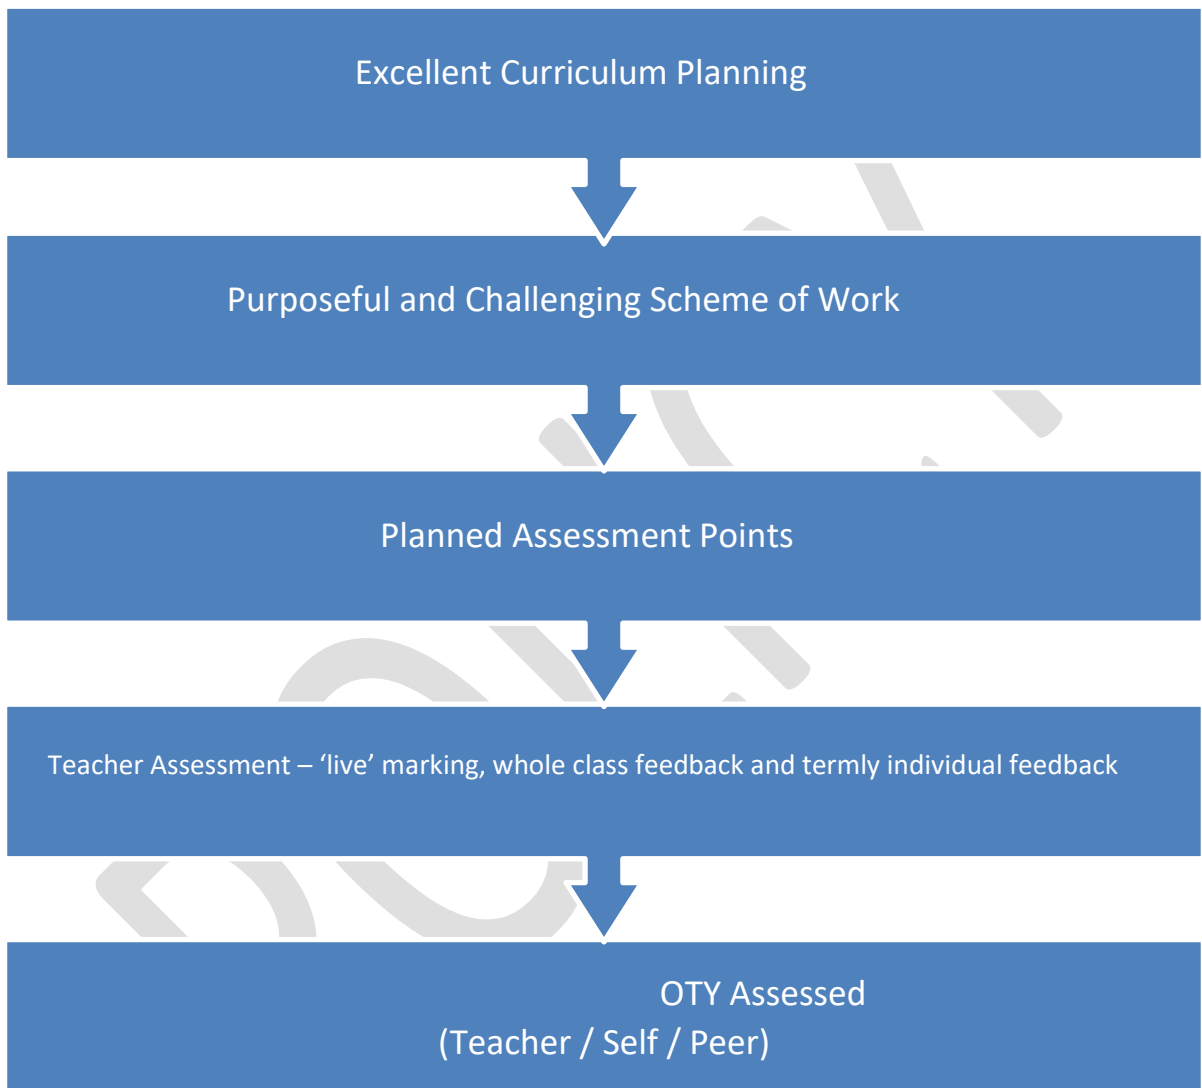 Excellent Curriculum Planning
Purposeful and Challenging Scheme of Work
Planned Assessment Points
Teacher Assessment – ‘live’ marking, whole class feedback and termly individual feedback
OTY Assessed
(Teacher / Self / Peer)